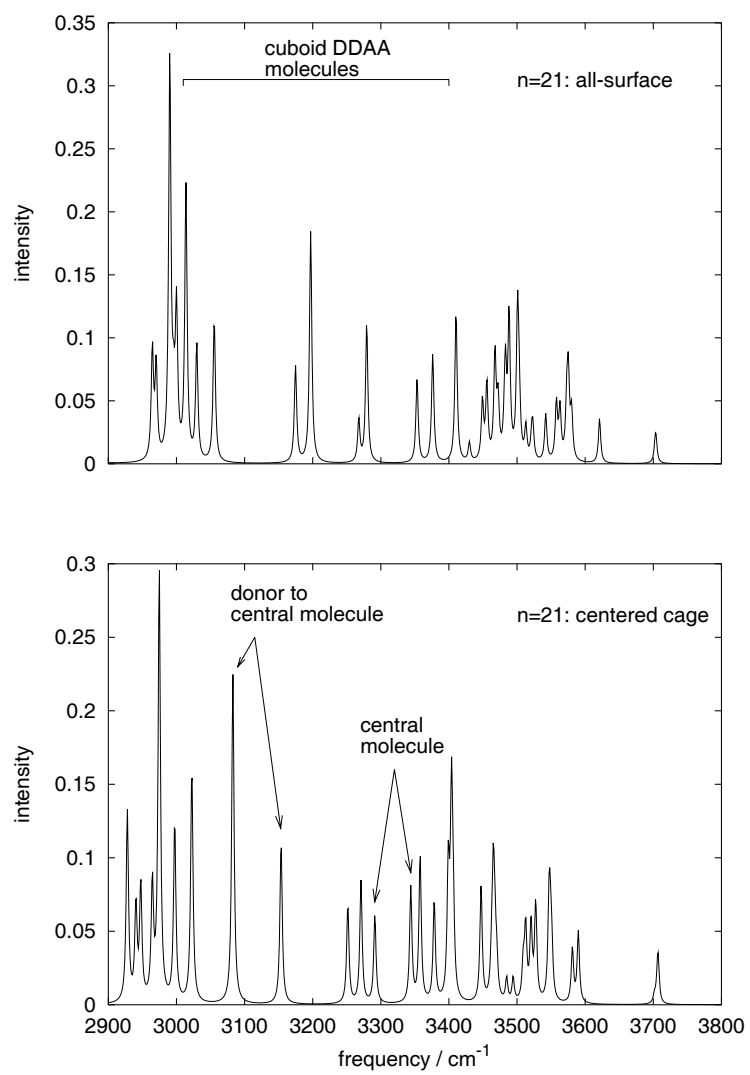 0.35
0.3
0.25
0.2
0.15
0.1
0.05
0
intensity
cuboid DDAA
molecules
n=21: all-surface
0.3
0.25
0.2
0.15
0.1
0.05
0
intensity
donor to
central molecule
n=21: centered cage
central
molecule
2900 3000 3100 3200 3300 3400 3500 3600 3700 3800
frequency / cm-1